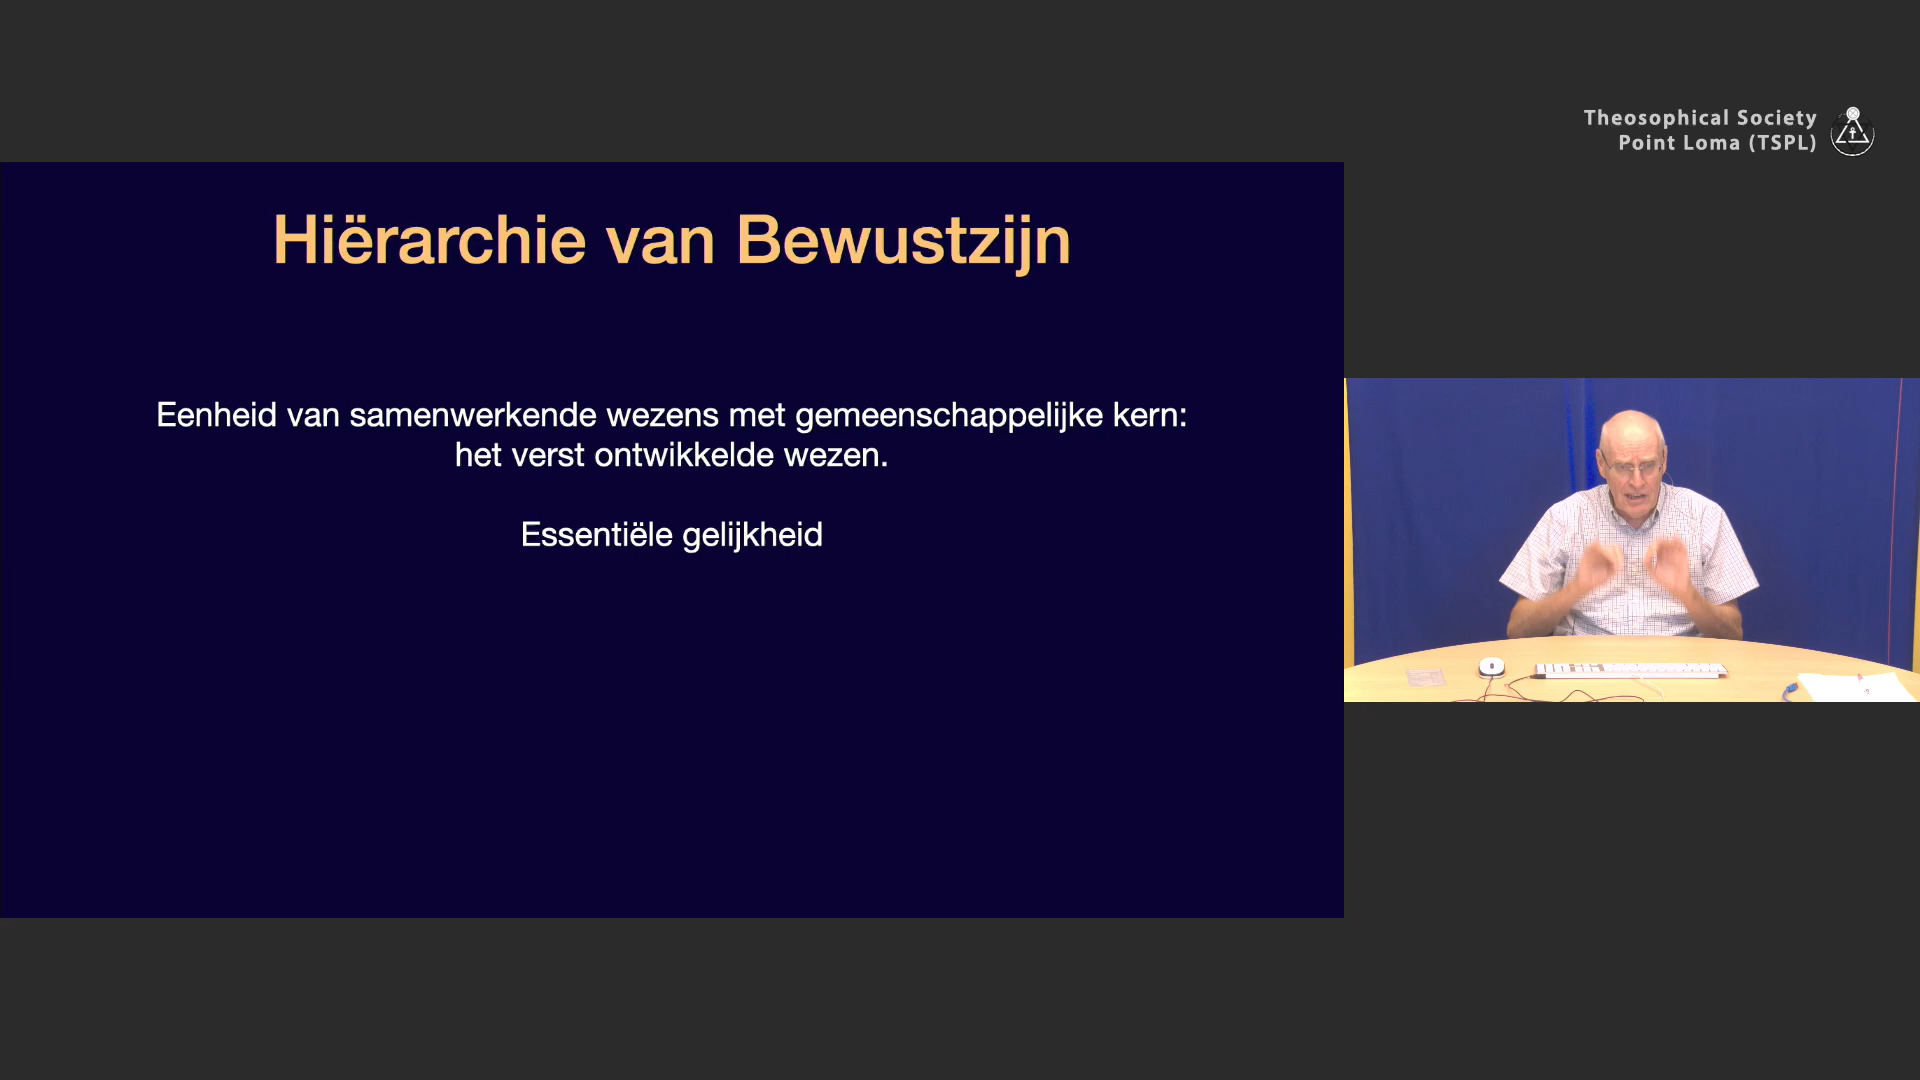 Theosophical Society
Point Loma (TSPL)
Hiërarchie van Bewustzijn
Eenheid van samenwerkende wezens met gemeenschappelijke kern:
het verst ontwikkelde wezen.
Essentiële gelijkheid